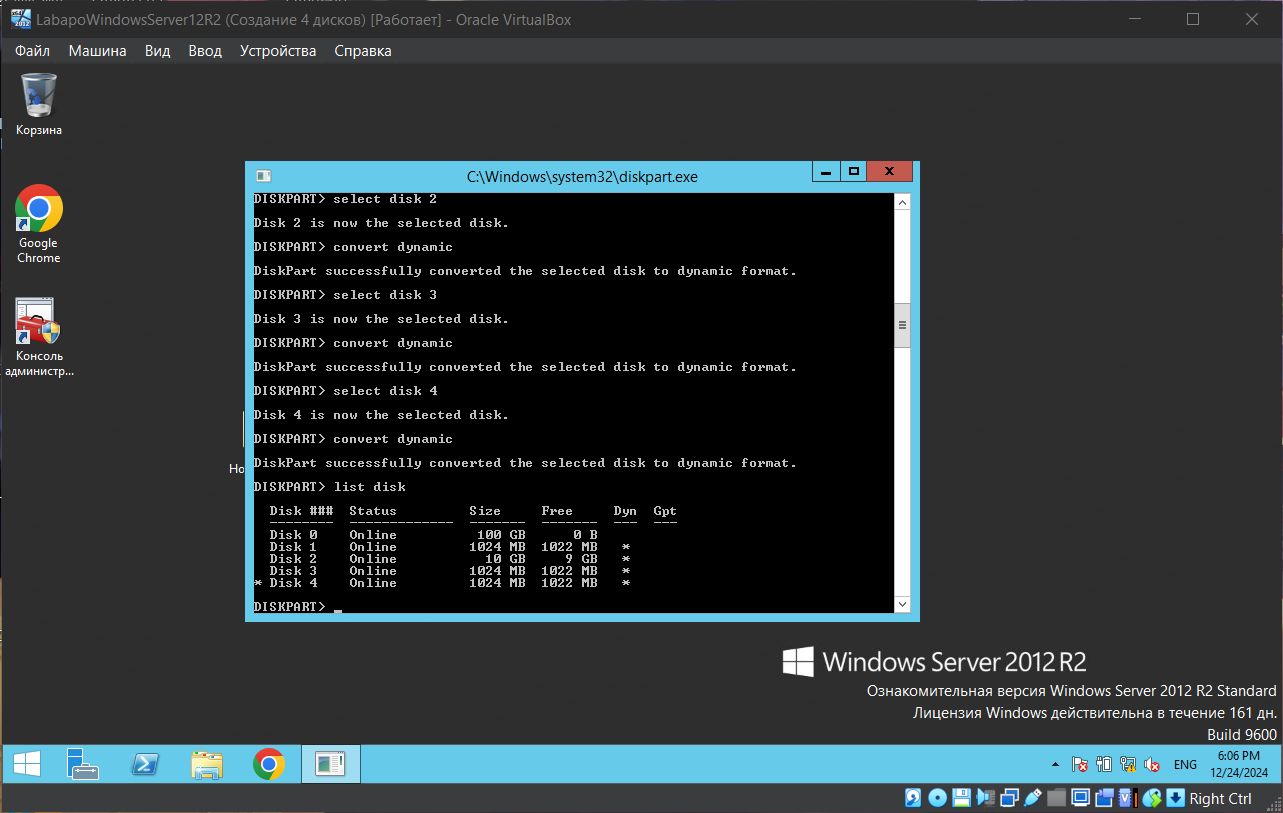 LabapoWindowsServer12R2 (Создание 4 дисков) [Работает] - Oracle VirtualBox
Файл Машина Вид Ввод Устройства Справка
Корзина
Google
Chrome
Консоль
администр...
Но
C:\Windows\system32\diskpart.exe
DISKPART> select disk 2
Disk 2 is now the selected disk.
DISKPART> convert dynamic
DiskPart successfully converted the selected disk to dynamic format.
DISKPART> select disk 3
Disk 3 is now the selected disk.
DISKPART> convert dynamic
DiskPart successfully converted the selected disk to dynamic format.
DISKPART> select disk 4
Disk 4 is now the selected disk.
DISKPART> convert dynamic
DiskPart successfully converted the selected disk to dynamic format.
DISKPART> list disk
Disk ### Status Size Free Dyn Gpt
-------- ------------- ------- ------- --- ---
Disk 0 Online 100 GB 0 B
Disk 1 Online 1024 MB 1022 MB *
Disk 2 Online 10 GB 9 GB *
Disk 3 Online 1024 MB 1022 MB *
* Disk 4 Online 1024 MB 1022 MB *
DISKPART> _
Windows Server 2012 R2
Ознакомительная версия Windows Server 2012 R2 Standard
Лицензия Windows действительна в течение 161 дн.
Build 9600
ENG
6:06 PM
12/24/2024
Right Ctrl